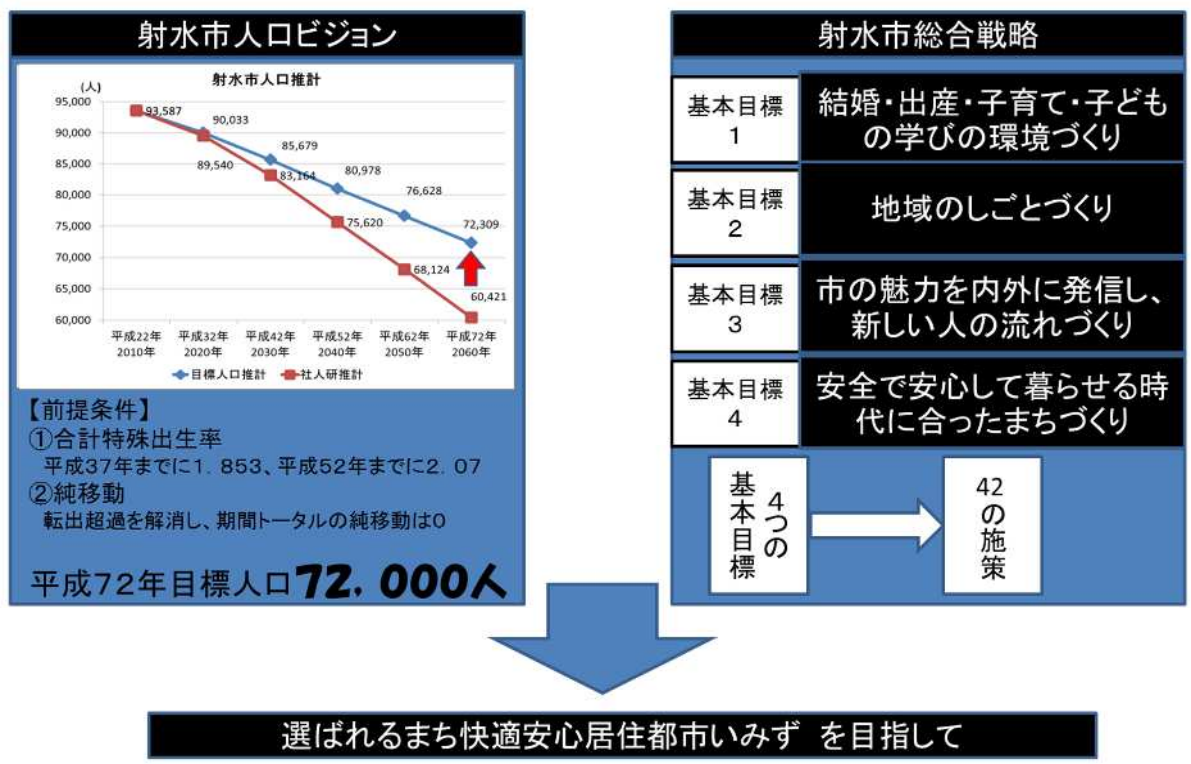 射水市人口ビジョン
射水市人口推計
(人)
95,000
90,000
85,000
80,000
75,000
70,000
65,000
60,000
93,587
90,033
85,679
80,978
76,628
72,309
89,540
83,164
75,620
68,124
60,421
平成22年 平成32年 平成42年 平成52年 平成62年 平成72年
2010年 2020年 2030年 2040年 2050年 2060年
目標人口推計 社人研推計
【前提条件】
①合計特殊出生率
平成37年までに1．853、平成52年までに2．07
②純移動
転出超過を解消し、期間トータルの純移動は0
平成72年目標人口72，000人
射水市総合戦略
基本目標
1
結婚・出産・子育て・子ども
の学びの環境づくり
基本目標
2
地域のしごとづくり
基本目標
3
市の魅力を内外に発信し、
新しい人の流れづくり
基本目標
4
安全で安心して暮らせる時
代に合ったまちづくり
4つの
基本目標
42
の施策
選ばれるまち快適安心居住都市いみず を目指して